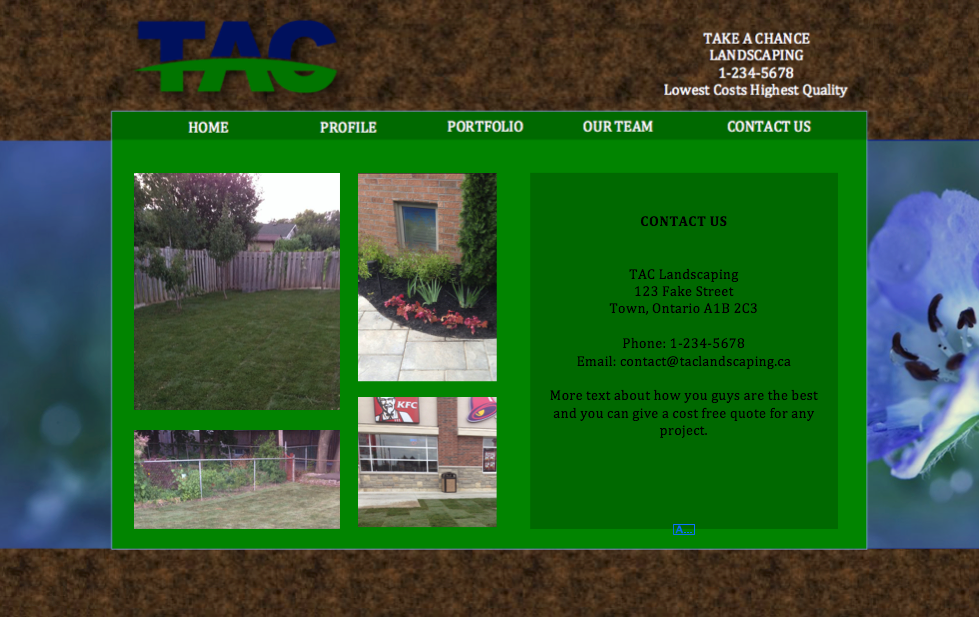 TAC
TAKE A CHANCE
LANDSCAPING
1-234-5678
Lowest Costs Highest Quality
HOME PROFILE PORTFOLIO OUR TEAM CONTACT US
KFC
CONTACT US
TAC Landscaping
123 Fake Street
Town, Ontario A1B 2C3
Phone: 1-234-5678
Email: contact@taclandscaping.ca
More text about how you guys are the best
and you can give a cost free quote for any
project.
A...